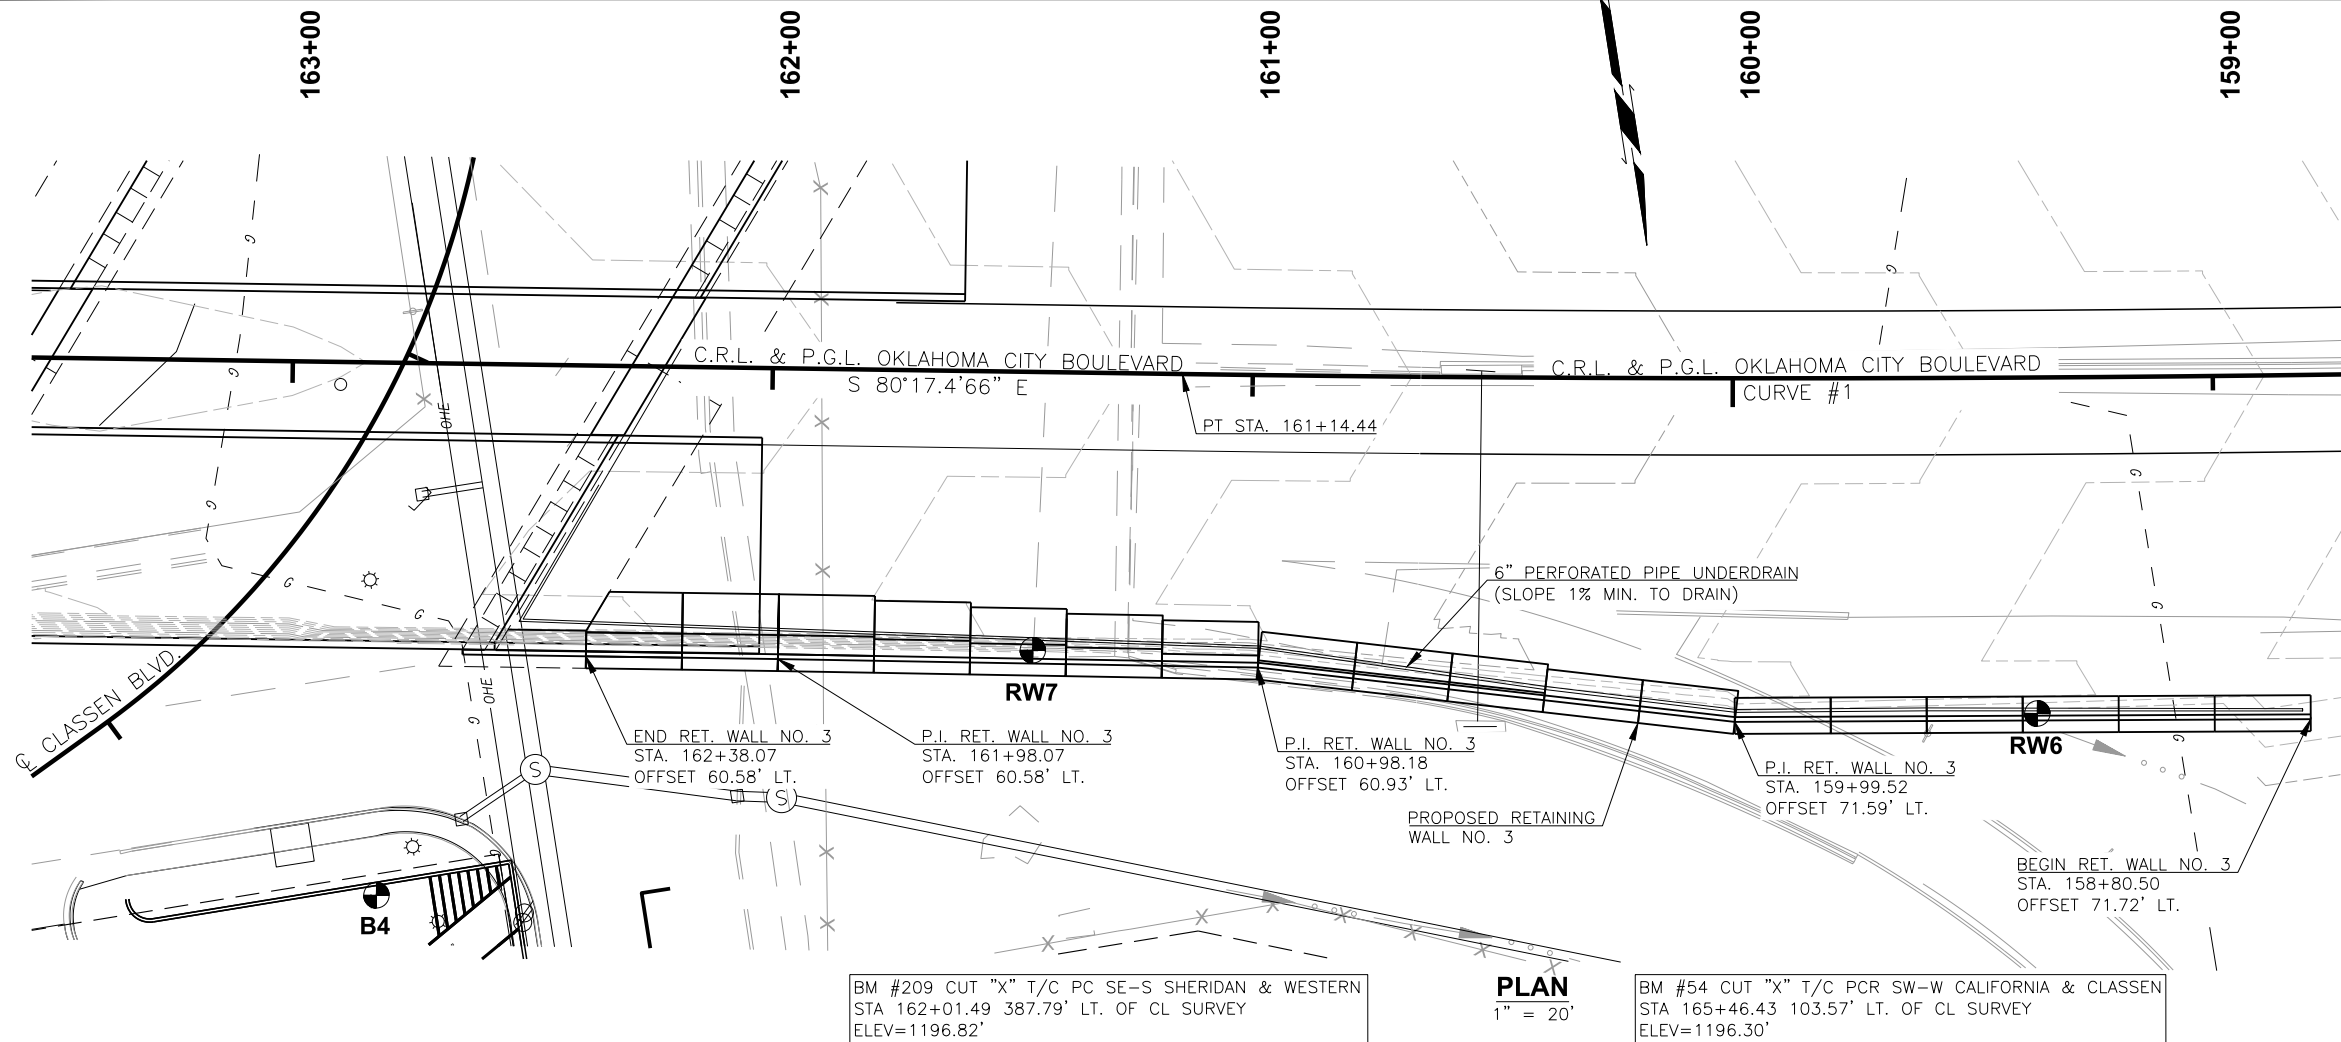 163+00
162+00
161+00
160+00
159+00
C.R.L. & P.G.L. OKLAHOMA CITY BOULEVARD
S 80°17.4'66" E
C.R.L. & P.G.L. OKLAHOMA CITY BOULEVARD
CURVE #1
PT STA. 161+14.44
G
G
G
G
G
G
G
G
G
G
G
G
OHE
OHE
6" PERFORATED PIPE UNDERDRAIN
(SLOPE 1% MIN. TO DRAIN)
℄ CLASSEN BLVD.
RW7
RW6
END RET. WALL NO. 3
STA. 162+38.07
OFFSET 60.58' LT.
P.I. RET. WALL NO. 3
STA. 161+98.07
OFFSET 60.58' LT.
P.I. RET. WALL NO. 3
STA. 160+98.18
OFFSET 60.93' LT.
P.I. RET. WALL NO. 3
STA. 159+99.52
OFFSET 71.59' LT.
S
S
PROPOSED RETAINING
WALL NO. 3
BEGIN RET. WALL NO. 3
STA. 158+80.50
OFFSET 71.72' LT.
B4
BM #209 CUT "X" T/C PC SE-S SHERIDAN & WESTERN
STA 162+01.49 387.79' LT. OF CL SURVEY
ELEV=1196.82'
PLAN
1" = 20'
BM #54 CUT "X" T/C PCR SW-W CALIFORNIA & CLASSEN
STA 165+46.43 103.57' LT. OF CL SURVEY
ELEV=1196.30'